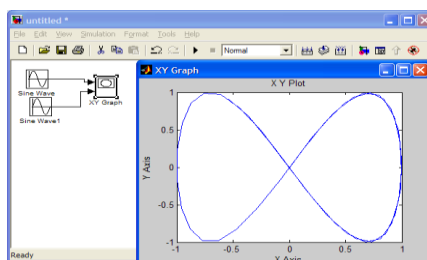 untitled *
File Edit View Simulation Format Tools Help
Normal
Sine Wave
Sine Wave1
XY Graph
XY Graph
X Y Plot
Y Axis
1
0.5
0
-0.5
-1
-1 -0.5 0 0.5 1
X Axis
Ready